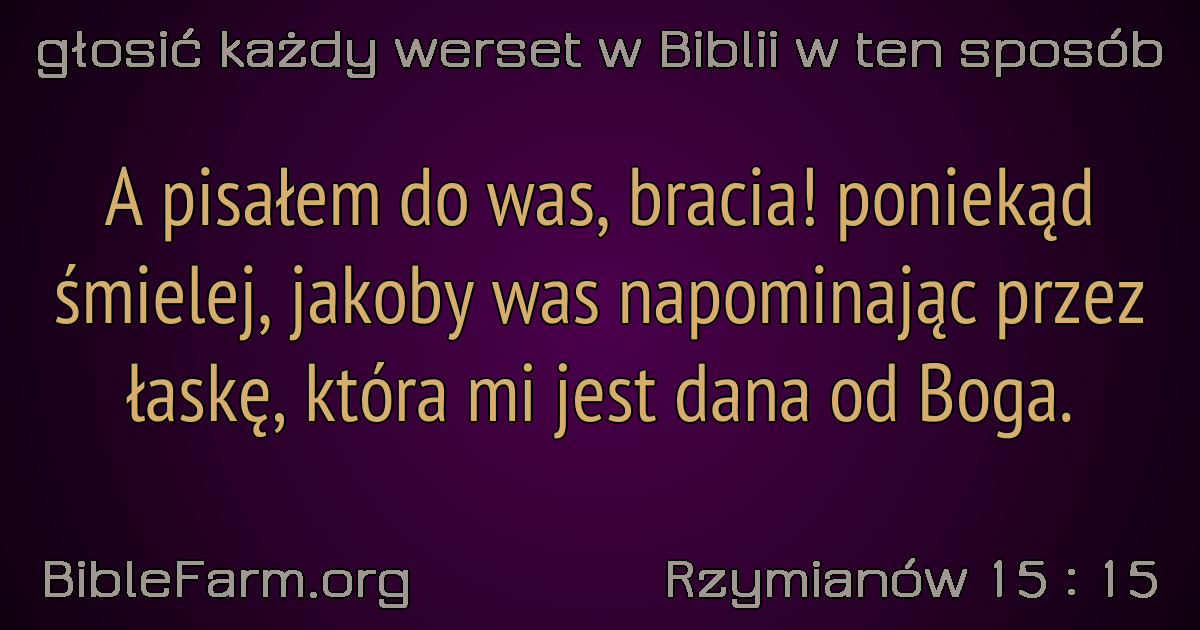 głosić każdy werset w Biblii w ten sposób
A pisałem do was, bracia! poniekąd
śmielej, jakoby was napominając przez
łaskę, która mi jest dana od Boga.
BibleFarm.org
Rzymianów 15 : 15